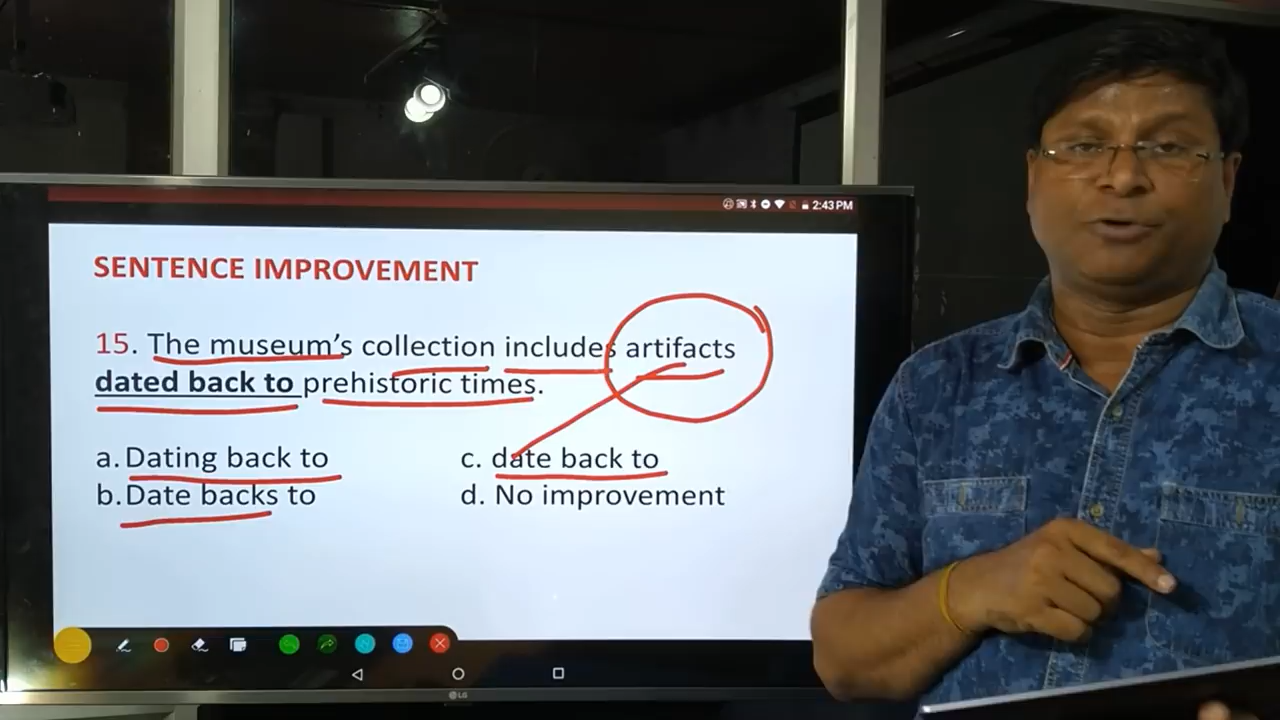 2:43 PM
SENTENCE IMPROVEMENT
15. The museum's collection includes artifacts
dated back to prehistoric times.
a. Dating back to
c. date back to
b. Date backs to
d. No improvement
LG